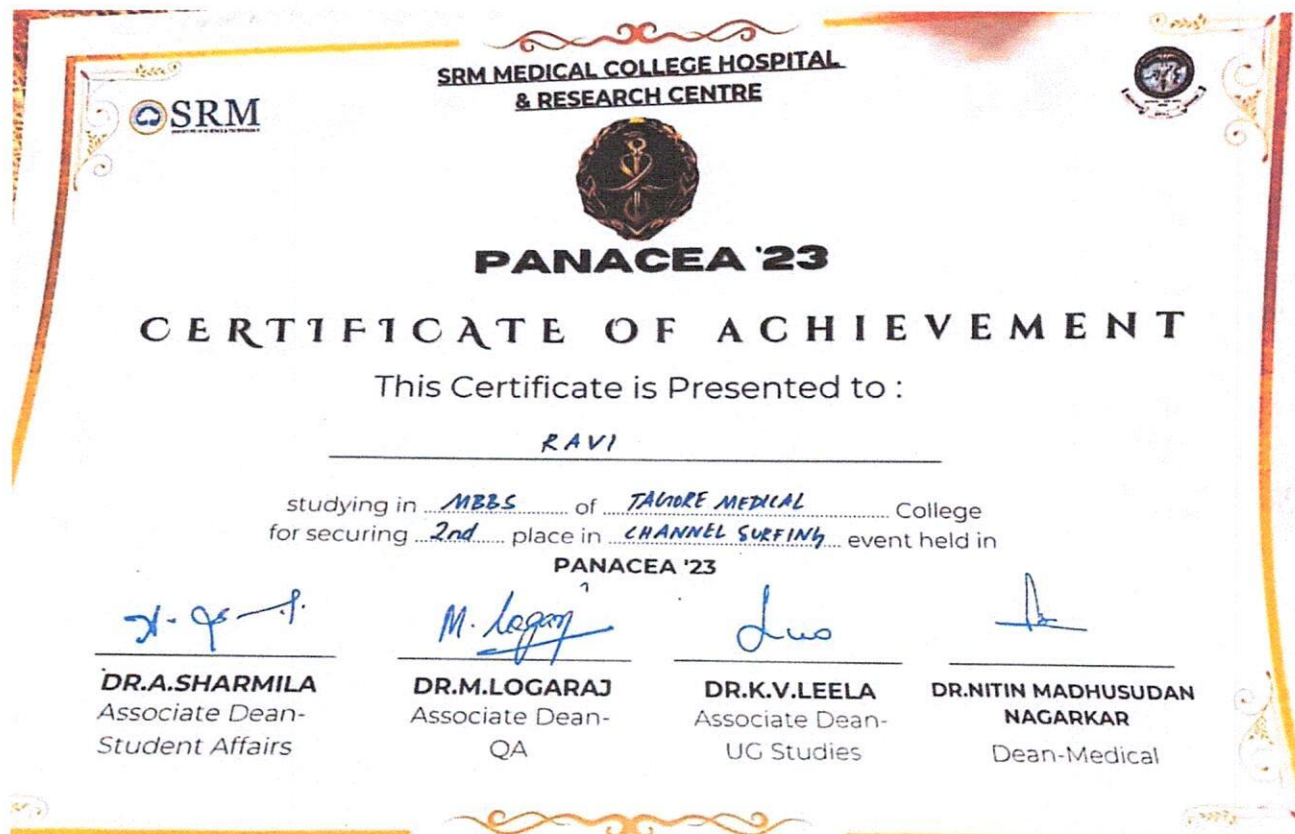 SRM MEDICAL COLLEGE HOSPITAL
& RESEARCH CENTRE
SRM
PANACEA '23
CERTIFICATE OF ACHIEVEMENT
This Certificate is Presented to :
RAVI
studying in MBBS of TAGORE MEDICAL College
for securing 2nd place in CHANNEL SURFING event held in
PANACEA '23
M. Logaraj
DR.A.SHARMILA
Associate Dean-
Student Affairs
DR.M.LOGARAJ
Associate Dean-
QA
DR.K.V.LEELA
Associate Dean-
UG Studies
DR.NITIN MADHUSUDAN
NAGARKAR
Dean-Medical